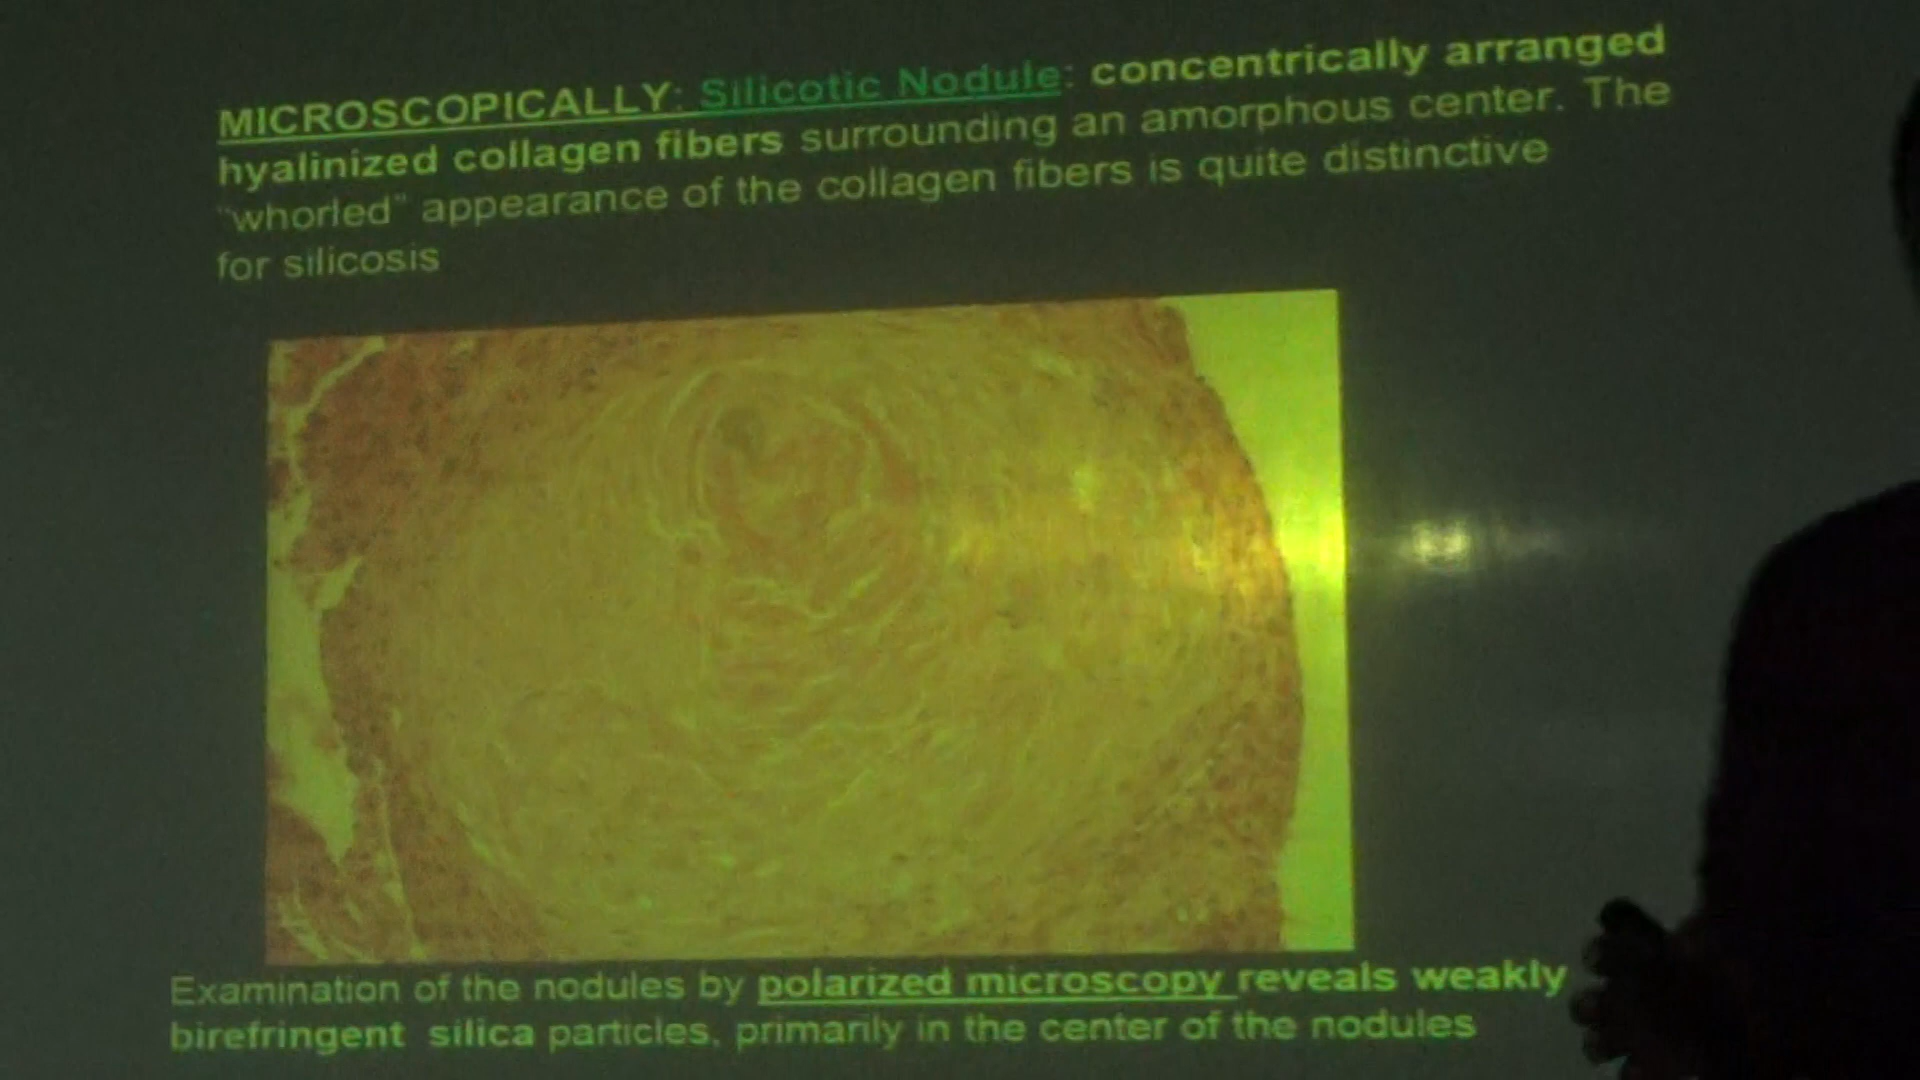 MICROSCOPICALLY: Silicotic Nodule: concentrically arranged
hyalinized collagen fibers surrounding an amorphous center. The
"whorled" appearance of the collagen fibers is quite distinctive
for silicosis
Examination of the nodules by polarized microscopy reveals weakly
birefringent silica particles, primarily in the center of the nodules